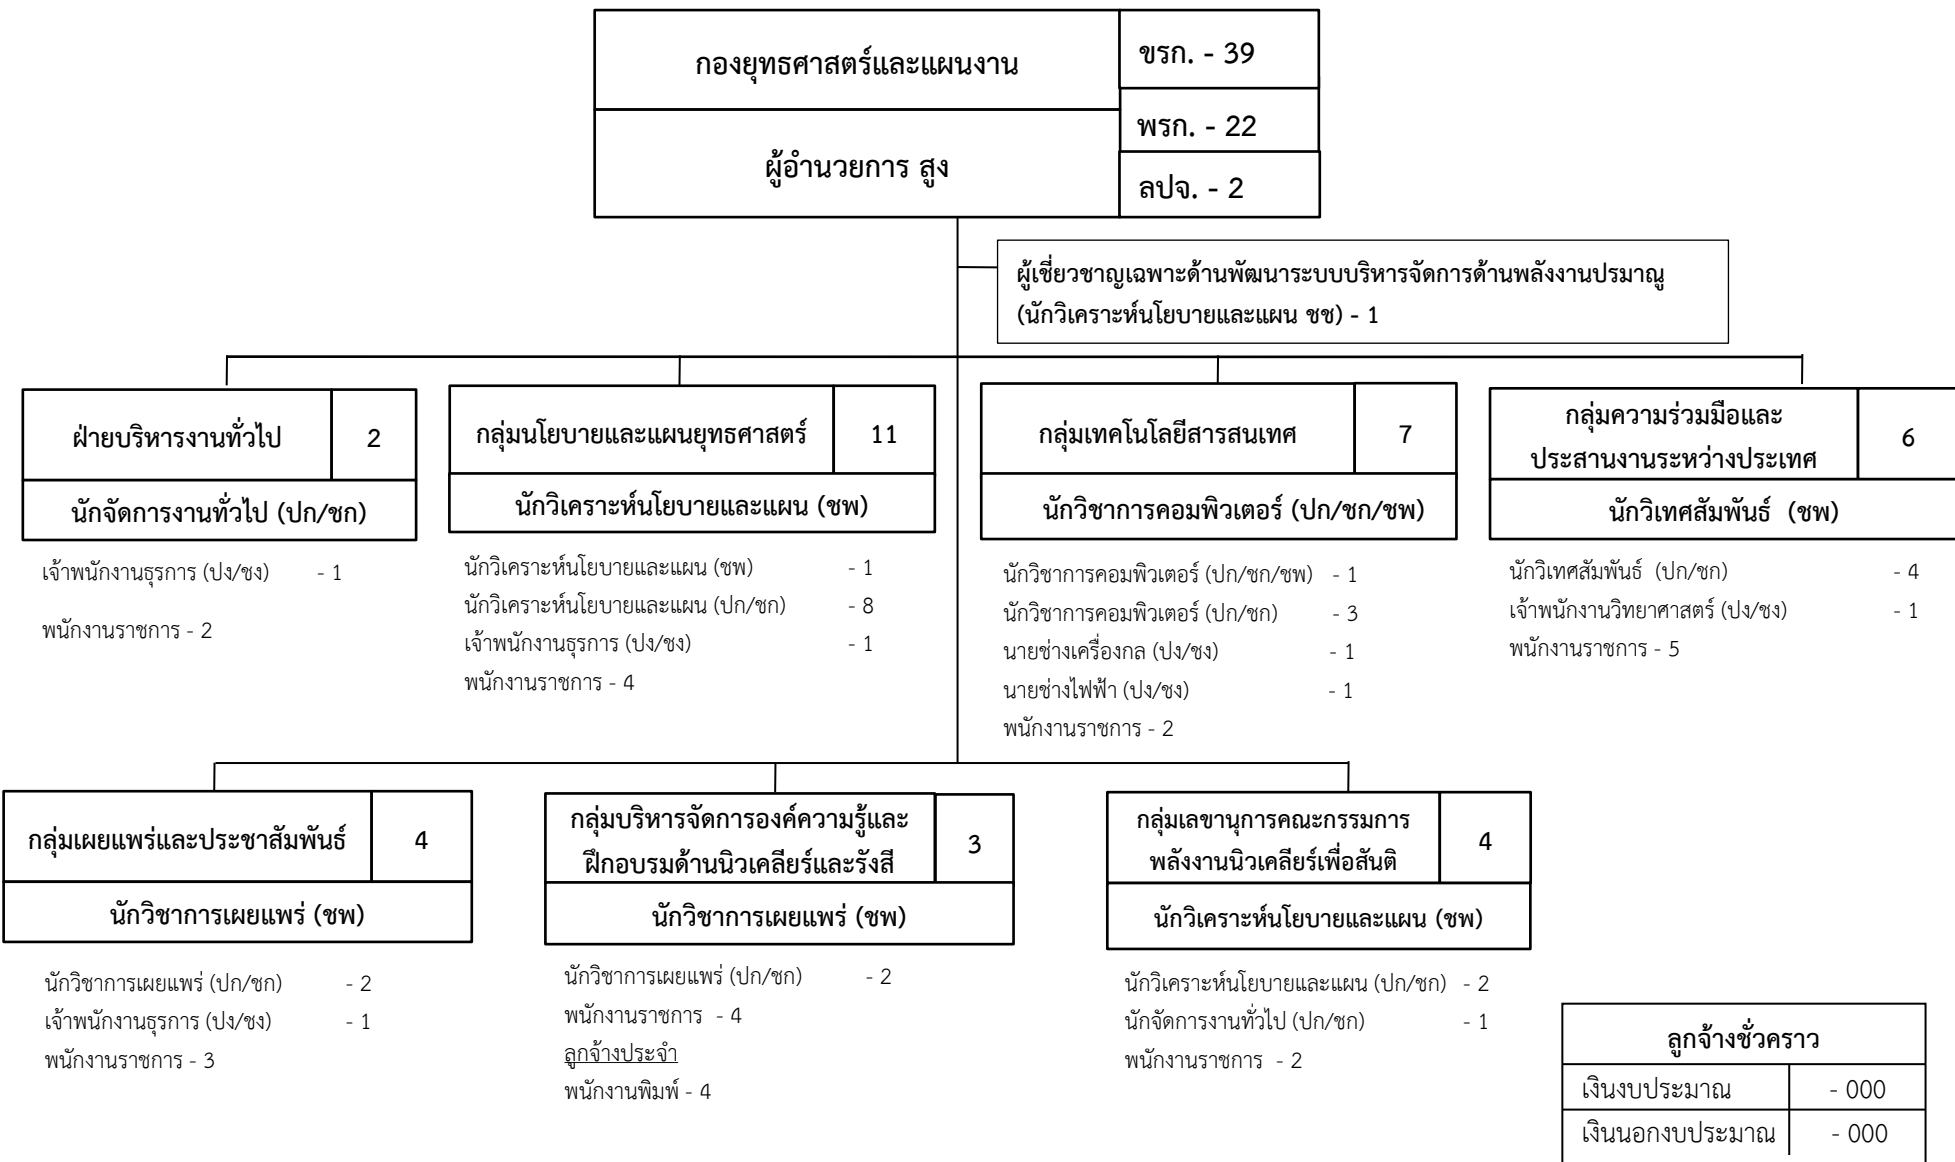 กองยุทธศาสตร์และแผนงาน
ขรก. - 39
พรก. - 22
ผู้อำนวยการ สูง
ลปจ. - 2
ผู้เชี่ยวชาญเฉพาะด้านพัฒนาระบบบริหารจัดการด้านพลังงานปรมาณู
(นักวิเคราะห์นโยบายและแผน ชช) - 1
ฝ่ายบริหารงานทั่วไป 2
นักจัดการงานทั่วไป (ปก/ชก)
เจ้าพนักงานธุรการ (ปง/ชง) - 1
พนักงานราชการ - 2
กลุ่มนโยบายและแผนยุทธศาสตร์ 11
นักวิเคราะห์นโยบายและแผน (ชพ)
นักวิเคราะห์นโยบายและแผน (ชพ) - 1
นักวิเคราะห์นโยบายและแผน (ปก/ชก) - 8
เจ้าพนักงานธุรการ (ปง/ชง) - 1
พนักงานราชการ - 4
กลุ่มเทคโนโลยีสารสนเทศ 7
นักวิชาการคอมพิวเตอร์ (ปก/ชก/ชพ)
นักวิชาการคอมพิวเตอร์ (ปก/ชก/ชพ) - 1
นักวิชาการคอมพิวเตอร์ (ปก/ชก) - 3
นายช่างเครื่องกล (ปง/ชง) - 1
นายช่างไฟฟ้า (ปง/ชง) - 1
พนักงานราชการ - 2
กลุ่มความร่วมมือและ
ประสานงานระหว่างประเทศ 6
นักวิเทศสัมพันธ์ (ชพ)
นักวิเทศสัมพันธ์ (ปก/ชก) - 4
เจ้าพนักงานวิทยาศาสตร์ (ปง/ชง) - 1
พนักงานราชการ - 5
กลุ่มเผยแพร่และประชาสัมพันธ์ 4
นักวิชาการเผยแพร่ (ชพ)
นักวิชาการเผยแพร่ (ปก/ชก) - 2
เจ้าพนักงานธุรการ (ปง/ชง) - 1
พนักงานราชการ - 3
กลุ่มบริหารจัดการองค์ความรู้และ
ฝึกอบรมด้านนิวเคลียร์และรังสี 3
นักวิชาการเผยแพร่ (ชพ)
นักวิชาการเผยแพร่ (ปก/ชก) - 2
พนักงานราชการ - 4
ลูกจ้างประจำ
พนักงานพิมพ์ - 4
กลุ่มเลขานุการคณะกรรมการ
พลังงานนิวเคลียร์เพื่อสันติ 4
นักวิเคราะห์นโยบายและแผน (ชพ)
นักวิเคราะห์นโยบายและแผน (ปก/ชก) - 2
นักจัดการงานทั่วไป (ปก/ชก) - 1
พนักงานราชการ - 2
ลูกจ้างชั่วคราว
เงินงบประมาณ - 000
เงินนอกงบประมาณ - 000